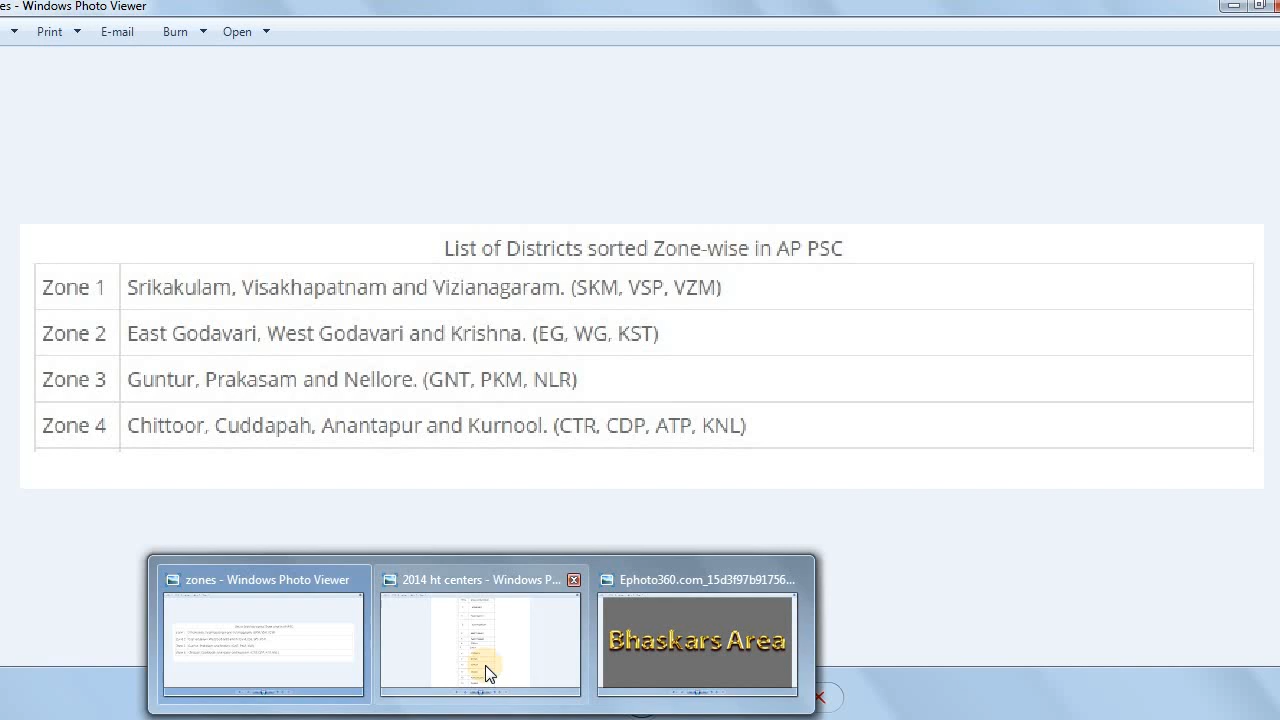 es - Windows Photo Viewer
Print E-mail Burn Open
List of Districts sorted Zone-wise in AP PSC
Zone 1 Srikakulam, Visakhapatnam and Vizianagaram. (SKM, VSP, VZM)
Zone 2 East Godavari, West Godavari and Krishna. (EG, WG, KST)
Zone 3 Guntur, Prakasam and Nellore. (GNT, PKM, NLR)
Zone 4 Chittoor, Cuddapah, Anantapur and Kurnool. (CTR, CDP, ATP, KNL)
zones - Windows Photo Viewer 2014 ht centers - Windows P... Ephoto360.com_15d3f97b91756...
Bhaskars Area